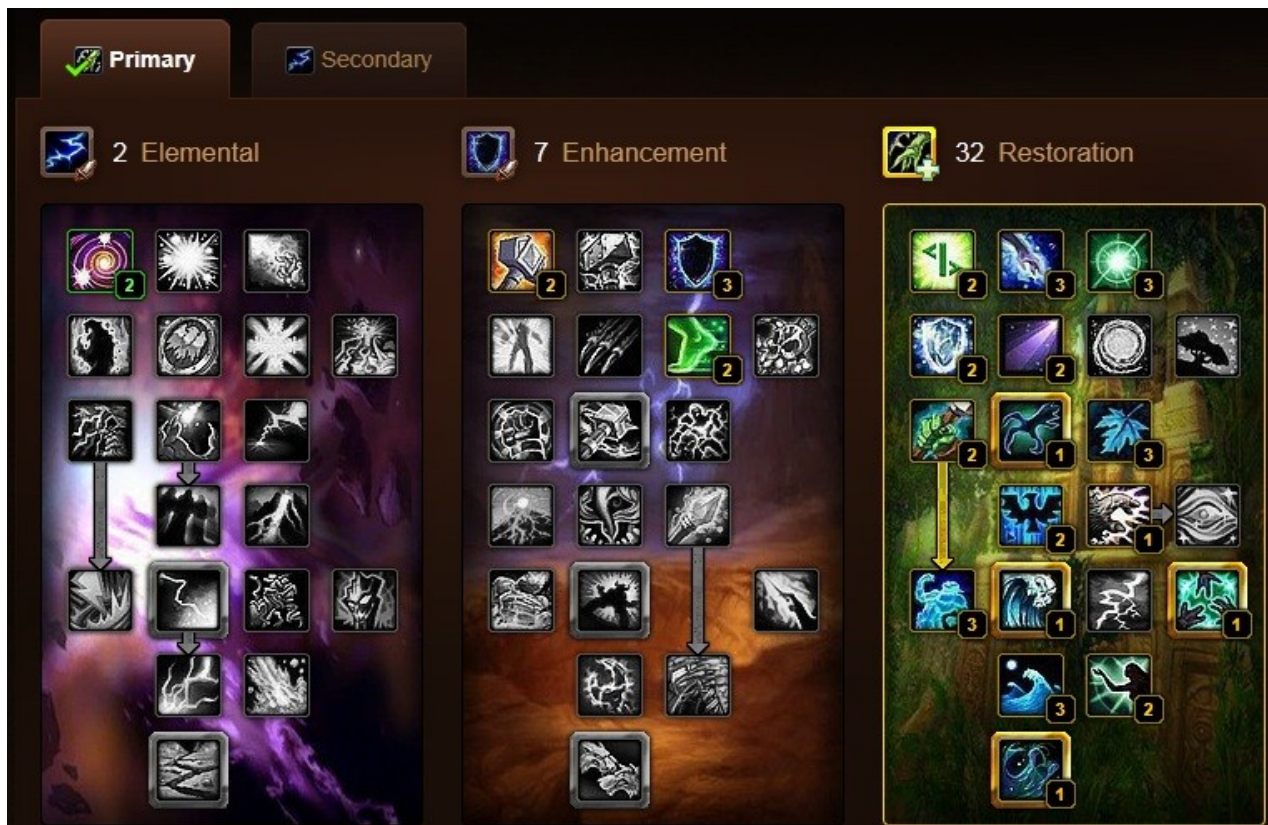 Primary
Secondary
2 Elemental
7 Enhancement
32 Restoration
2
2 3
2 3 3
2
2 2
2 1 3
2 1
3 1 1
3 2
1